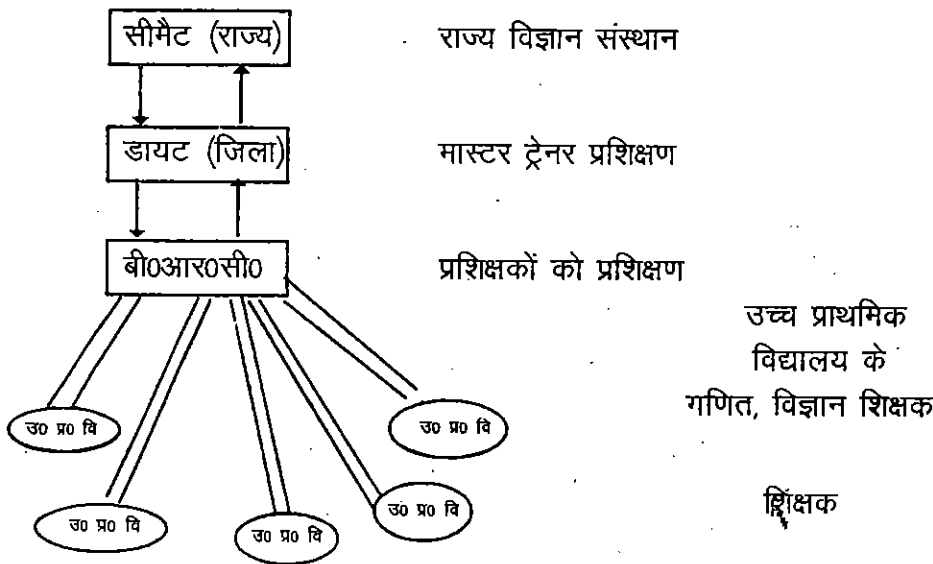 सीमैट (राज्य) राज्य विज्ञान संस्थान
डायट (जिला) मास्टर ट्रेनर प्रशिक्षण
बी0आर0सी0 प्रशिक्षकों को प्रशिक्षण
उच्च प्राथमिक
विद्यालय के
गणित, विज्ञान शिक्षक
उ0 प्र0 वि
उ0 प्र0 वि
उ0 प्र0 वि
उ0 प्र0 वि
उ0 प्र0 वि
शिक्षक